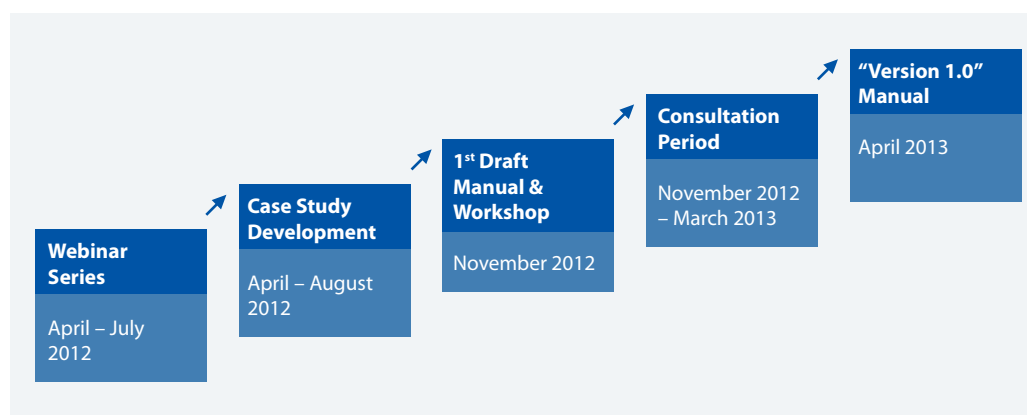 Webinar
Series
April – July
2012
Case Study
Development
April – August
2012
1st Draft
Manual &
Workshop
November 2012
Consultation
Period
November 2012
– March 2013
“Version 1.0”
Manual
April 2013